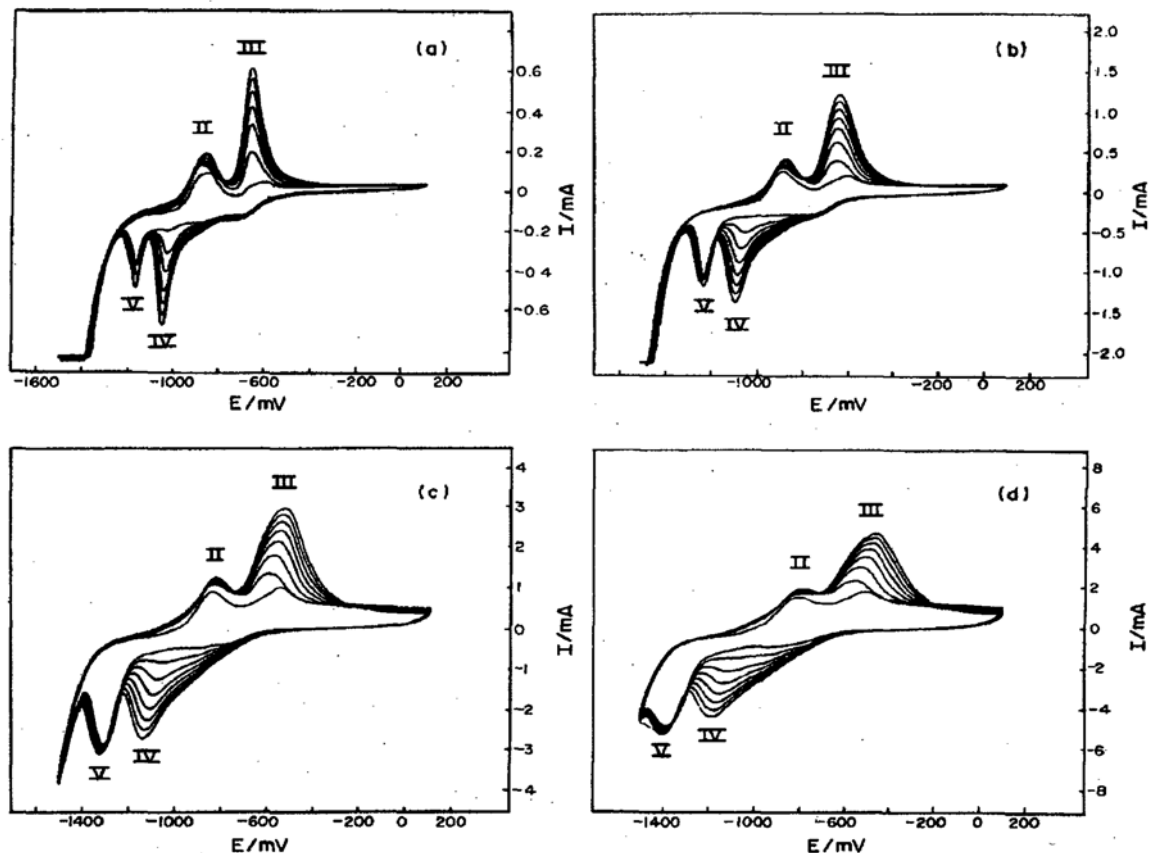 III
(a)
II
V
IV
0.6
0.4
0.2
0
-0.2
-0.4
-0.6
I/mA
-1600 -1000 -600 -200 0 200
E/mV
III
(b)
II
V
IV
2.0
1.5
1.0
0.5
0
-0.5
-1.0
-1.5
-2.0
I/mA
-1000 -200 0 200
E/mV
III
(c)
II
V
IV
4
3
2
1
0
-1
-2
-3
-4
I/mA
-1400 -1000 -600 -200 0 200
E/mV
III
(d)
II
V
IV
8
6
4
2
0
-2
-4
-6
-8
I/mA
-1400 -1000 -600 -200 0 200
E/mV